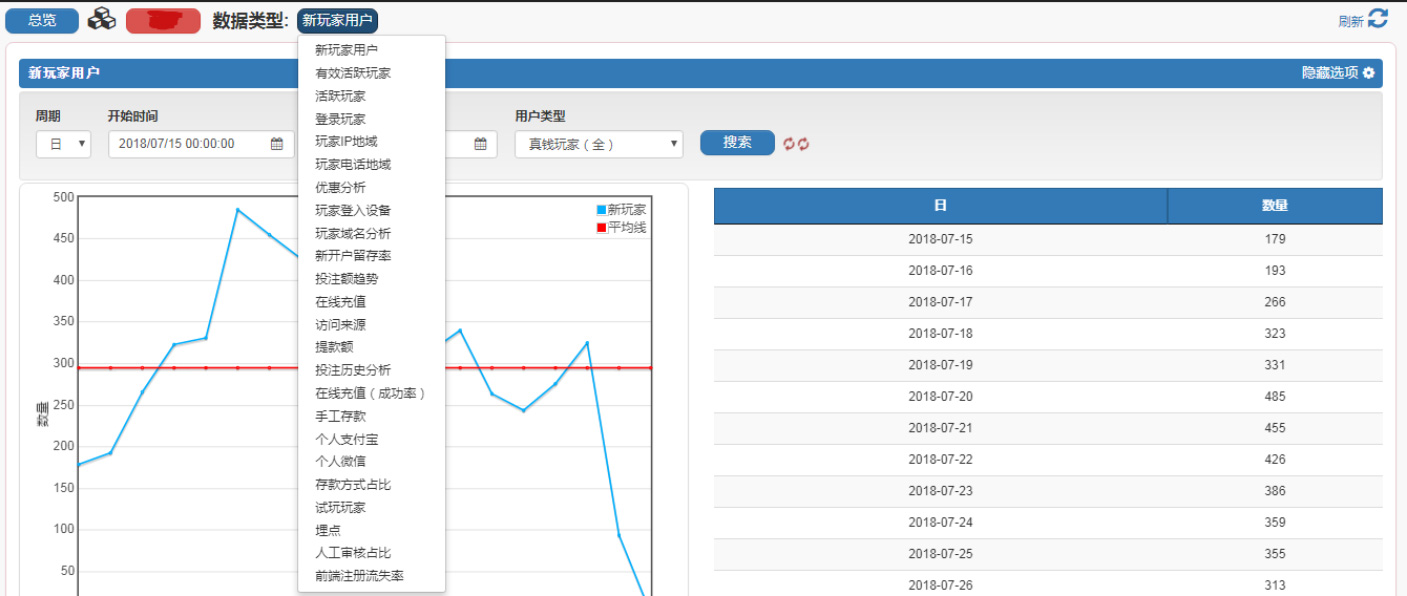 总览
数据类型:
新玩家用户
刷新
新玩家用户
有效活跃玩家
活跃玩家
登录玩家
玩家IP地域
玩家电话地域
优惠分析
玩家登入设备
玩家域名分析
新开户留存率
投注额趋势
在线充值
访问来源
提款额
投注历史分析
在线充值（成功率）
手工存款
个人支付宝
个人微信
存款方式占比
试玩玩家
埋点
人工审核占比
前端注册流失率
新玩家用户
隐藏选项
周期
开始时间
用户类型
日
2018/07/15 00:00:00
真钱玩家（全）
搜索
新玩家
平均线
数量
500
450
400
350
300
250
200
150
100
50
日 数量
2018-07-15 179
2018-07-16 193
2018-07-17 266
2018-07-18 323
2018-07-19 331
2018-07-20 485
2018-07-21 455
2018-07-22 426
2018-07-23 386
2018-07-24 359
2018-07-25 355
2018-07-26 313